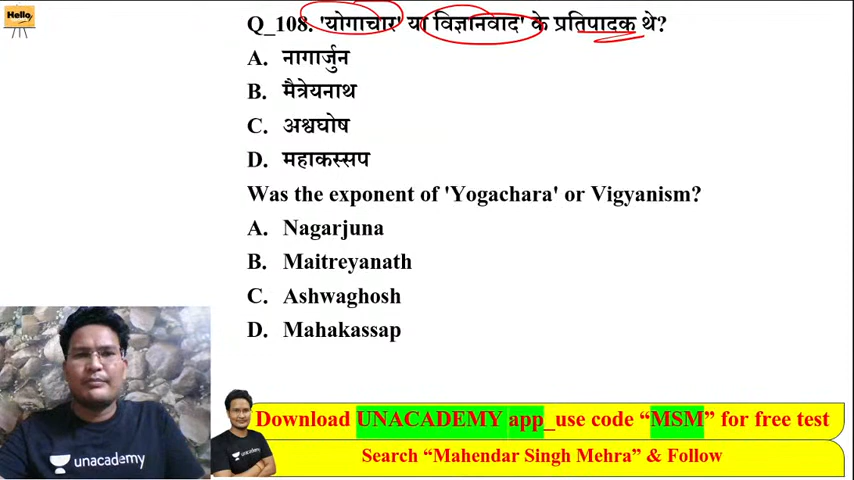 Hello
Q_108. 'योगाचार' या विज्ञानवाद' के प्रतिपादक थे?
A. नागार्जुन
B. मैत्रेयनाथ
C. अश्वघोष
D. महाकस्सप
Was the exponent of 'Yogachara' or Vigyanism?
A. Nagarjuna
B. Maitreyanath
C. Ashwaghosh
D. Mahakassap
unacademy
Download UNACADEMY app_use code “MSM” for free test
Search “Mahendar Singh Mehra” & Follow